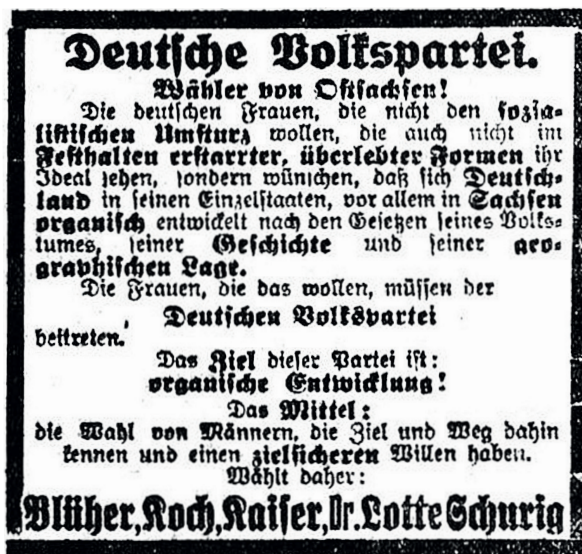 Deutsche Volkspartei.
Wähler von Ostsachsen!
Die deutschen Frauen, die nicht den sozia-
listischen Umsturz wollen, die auch nicht im
Festhalten erstarrter, überlebter Formen ihr
Ideal sehen, sondern wünschen, daß sich Deutsch-
land in seinen Einzelstaaten, vor allem in Sachsen
organisch entwickelt nach den Gesetzen seines Volks-
tumes, seiner Geschichte und seiner geo-
graphischen Lage.
Die Frauen, die das wollen, müssen der
Deutschen Volkspartei
beitreten.
Das Ziel dieser Partei ist:
organische Entwicklung!
Das Mittel:
die Wahl von Männern, die Ziel und Weg dahin
kennen und einen zielsicheren Willen haben.
Wählt daher:
Blüher, Koch, Kaiser, Dr. Lotte Schurig